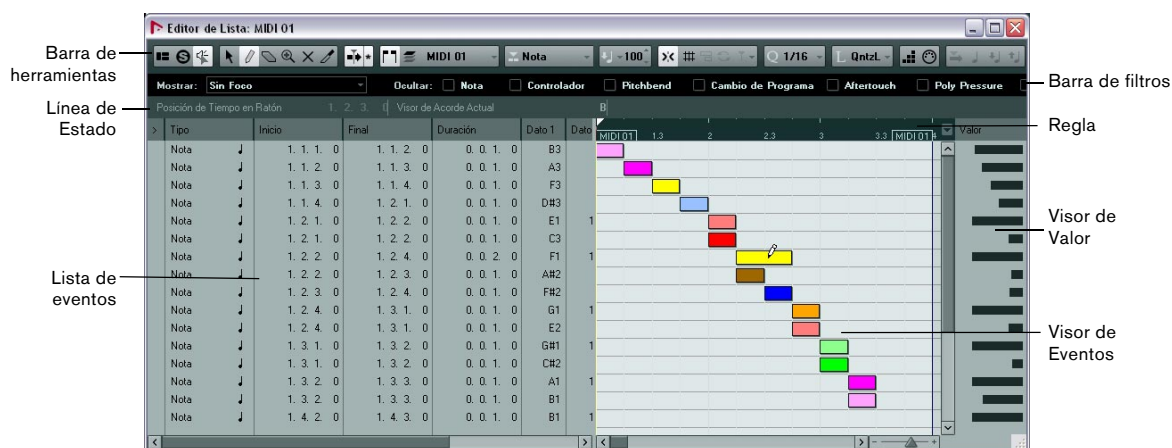 Editor de Lista: MIDI 01
Barra de
herramientas
MIDI 01 Nota 100 1/16 QntzL
Mostrar: Sin Foco Ocultar: Nota Controlador Pitchbend Cambio de Programa Aftertouch Poly Pressure
Barra de filtros
Línea de
Estado
Posición de Tiempo en Ratón 1. 2. 3. 0 Visor de Acorde Actual B
Regla
> Tipo Inicio Final Duración Dato 1 Dato MIDI 01 1.3 2 2.3 3 3.3 MIDI 01 4 Valor
Nota 1. 1. 1. 0 1. 1. 2. 0 0. 0. 1. 0 B3
Nota 1. 1. 2. 0 1. 1. 3. 0 0. 0. 1. 0 A3
Nota 1. 1. 3. 0 1. 1. 4. 0 0. 0. 1. 0 F3
Nota 1. 1. 4. 0 1. 2. 1. 0 0. 0. 1. 0 D#3
Nota 1. 2. 1. 0 1. 2. 2. 0 0. 0. 1. 0 E1 1
Nota 1. 2. 1. 0 1. 2. 2. 0 0. 0. 1. 0 C3
Nota 1. 2. 2. 0 1. 2. 4. 0 0. 0. 2. 0 F1 1
Nota 1. 2. 2. 0 1. 2. 3. 0 0. 0. 1. 0 A#2
Nota 1. 2. 3. 0 1. 2. 4. 0 0. 0. 1. 0 F#2
Nota 1. 2. 4. 0 1. 3. 1. 0 0. 0. 1. 0 G1 1
Nota 1. 2. 4. 0 1. 3. 1. 0 0. 0. 1. 0 E2
Nota 1. 3. 1. 0 1. 3. 2. 0 0. 0. 1. 0 G#1 1
Nota 1. 3. 1. 0 1. 3. 2. 0 0. 0. 1. 0 C#2
Nota 1. 3. 2. 0 1. 3. 3. 0 0. 0. 1. 0 A1 1
Nota 1. 3. 2. 0 1. 3. 3. 0 0. 0. 1. 0 B1
Nota 1. 4. 2. 0 1. 4. 3. 0 0. 0. 1. 0 B1 1
Visor de
Valor
Lista de
eventos
Visor de
Eventos